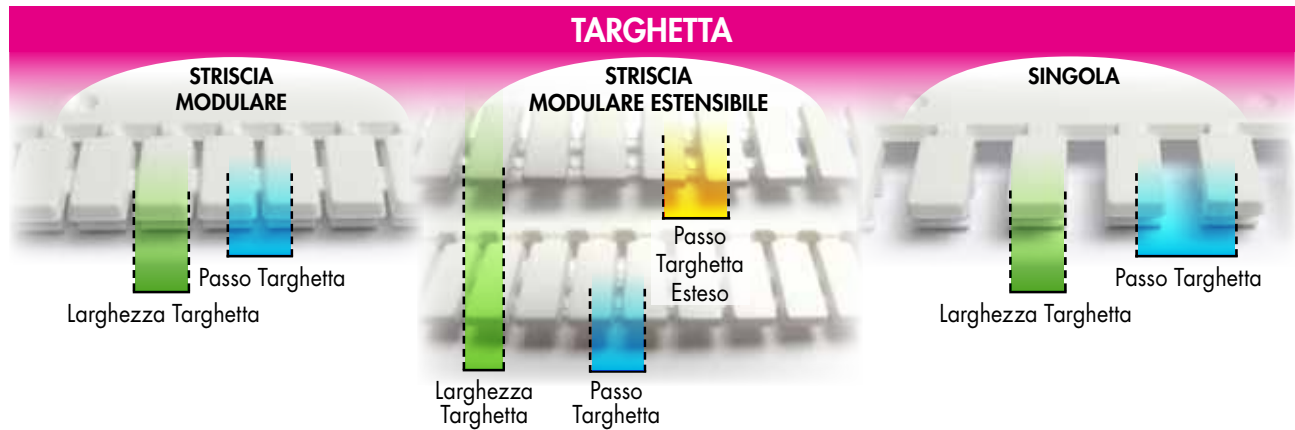 TARGHETTA
STRISCIA
MODULARE
Passo Targhetta
Larghezza Targhetta
STRISCIA
MODULARE ESTENSIBILE
Passo
Targhetta
Esteso
Larghezza
Targhetta
Passo
Targhetta
SINGOLA
Passo Targhetta
Larghezza Targhetta